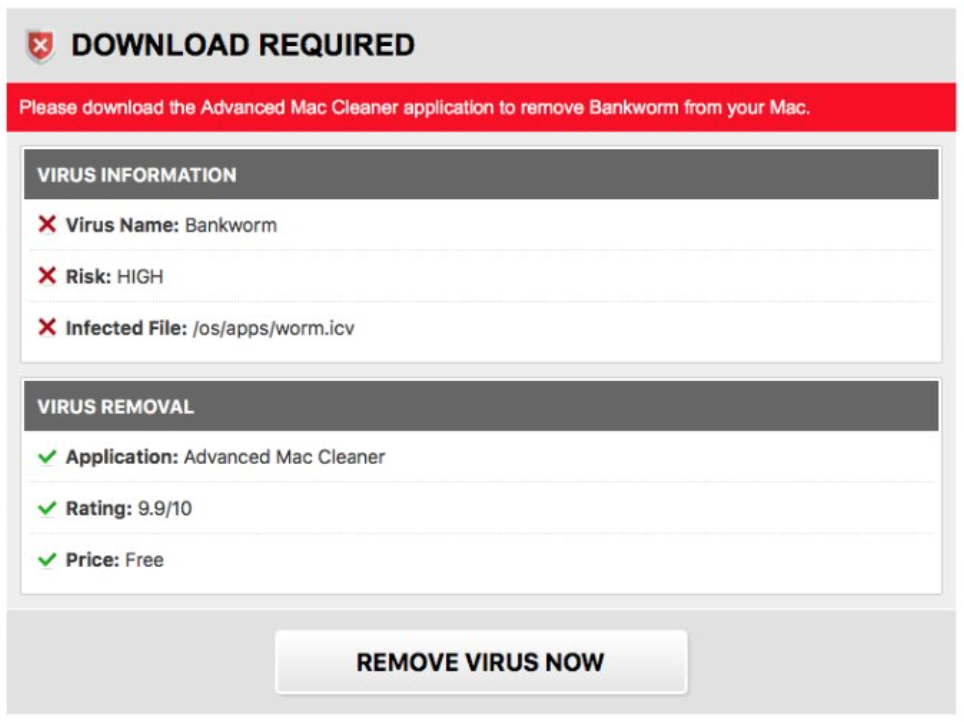 DOWNLOAD REQUIRED
Please download the Advanced Mac Cleaner application to remove Bankworm from your Mac.
VIRUS INFORMATION
Virus Name: Bankworm
Risk: HIGH
Infected File: /os/apps/worm.icv
VIRUS REMOVAL
Application: Advanced Mac Cleaner
Rating: 9.9/10
Price: Free
REMOVE VIRUS NOW